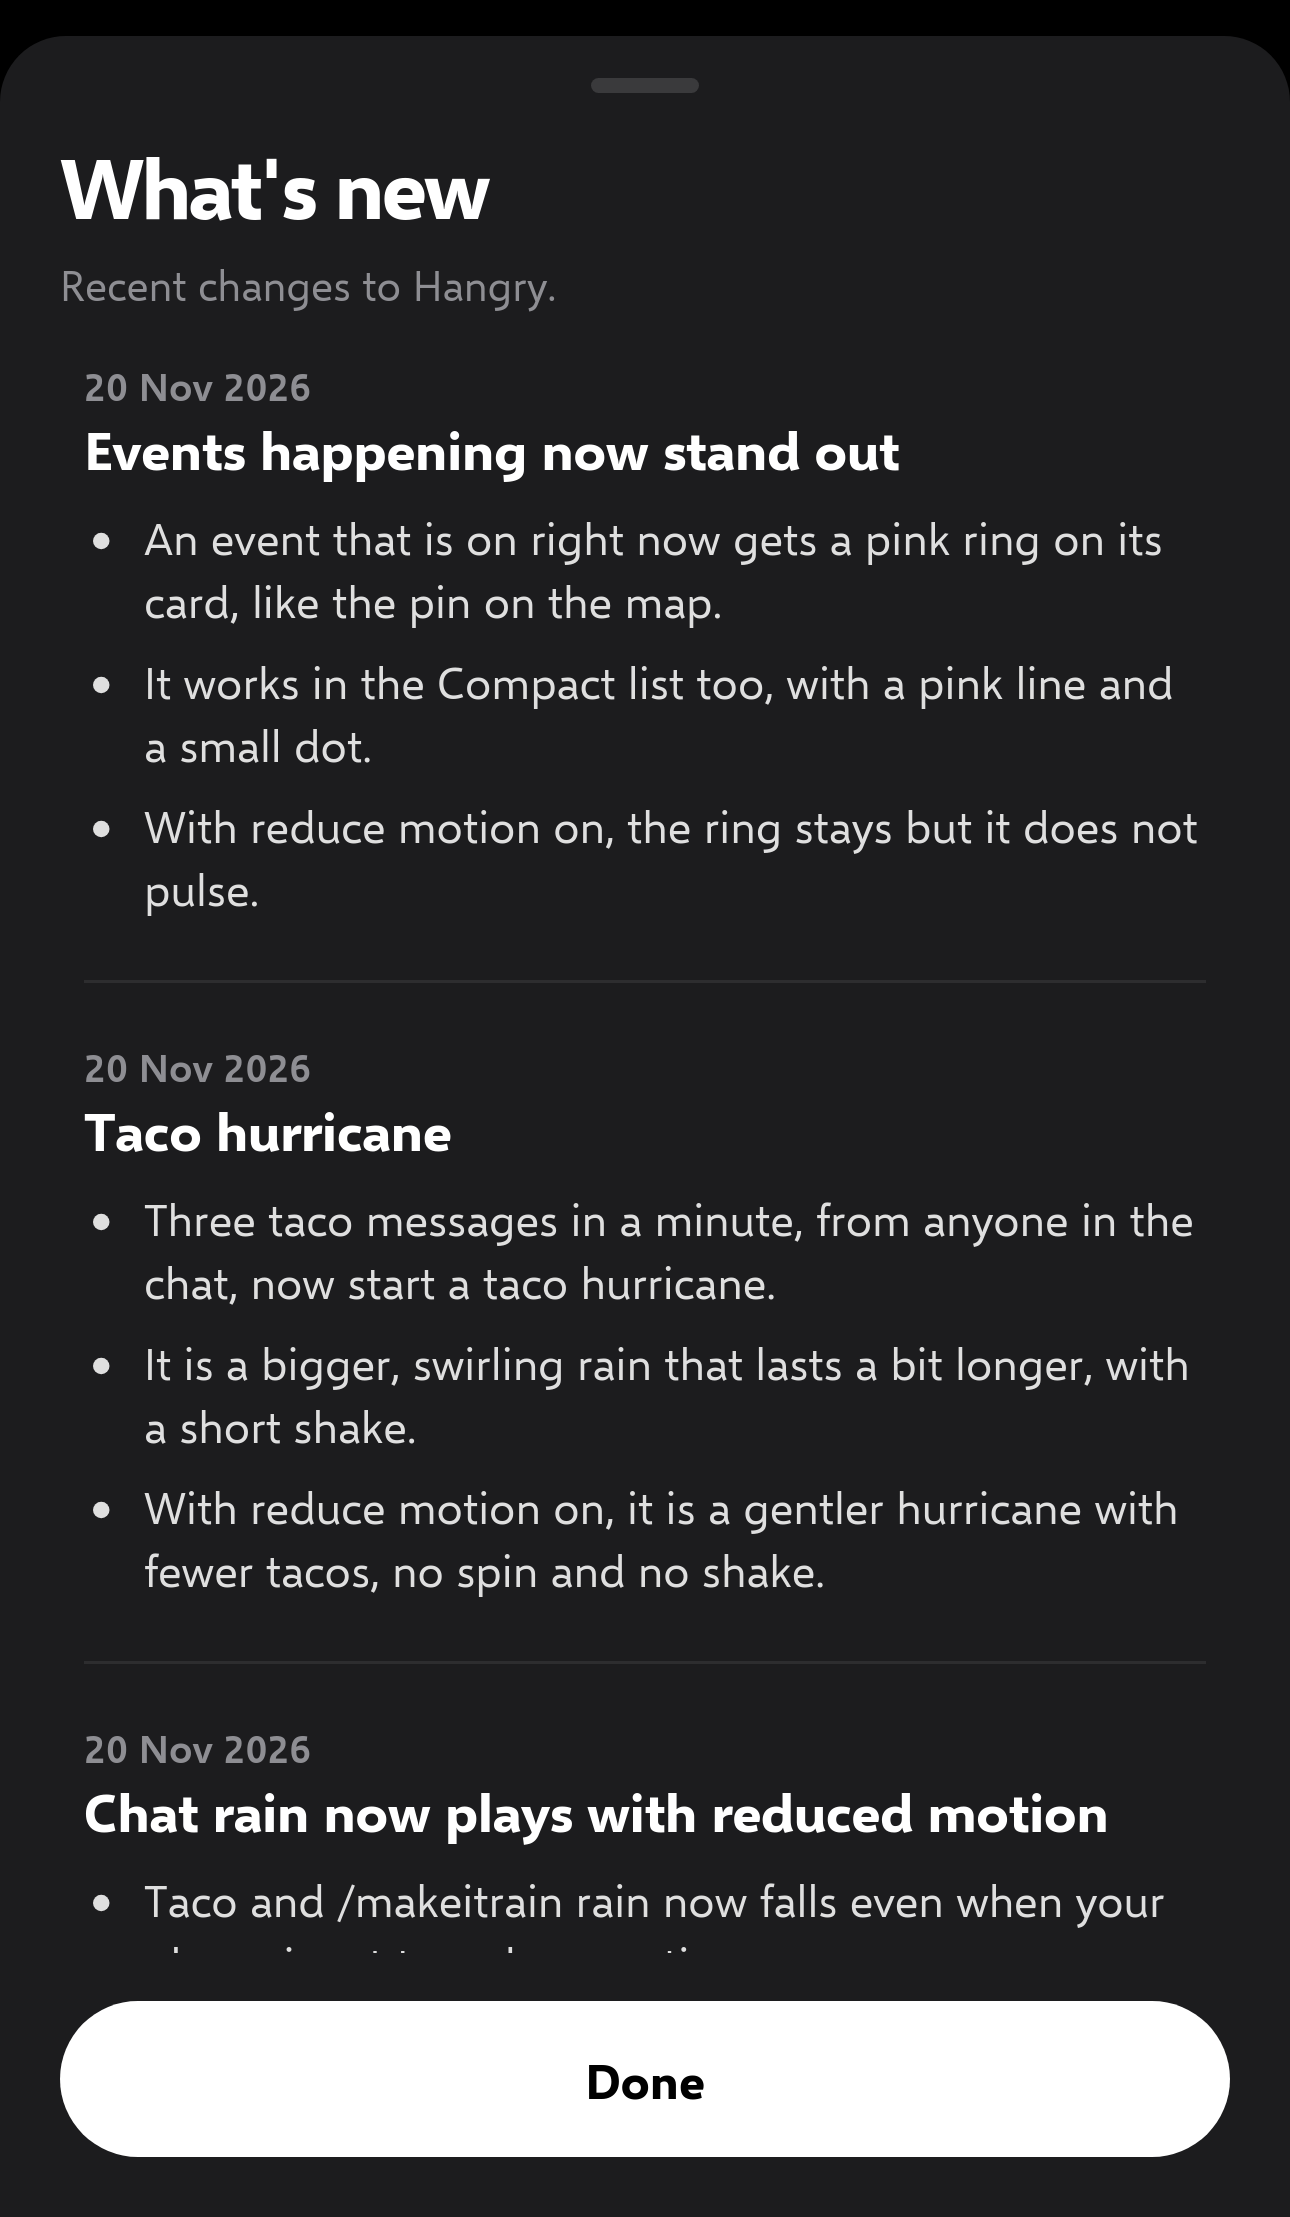 What's new
Recent changes to Hangry.
20 Nov 2026
Events happening now stand out
• An event that is on right now gets a pink ring on its
card, like the pin on the map.
• It works in the Compact list too, with a pink line and
a small dot.
• With reduce motion on, the ring stays but it does not
pulse.
20 Nov 2026
Taco hurricane
• Three taco messages in a minute, from anyone in the
chat, now start a taco hurricane.
• It is a bigger, swirling rain that lasts a bit longer, with
a short shake.
• With reduce motion on, it is a gentler hurricane with
fewer tacos, no spin and no shake.
20 Nov 2026
Chat rain now plays with reduced motion
• Taco and /makeitrain rain now falls even when your
Done